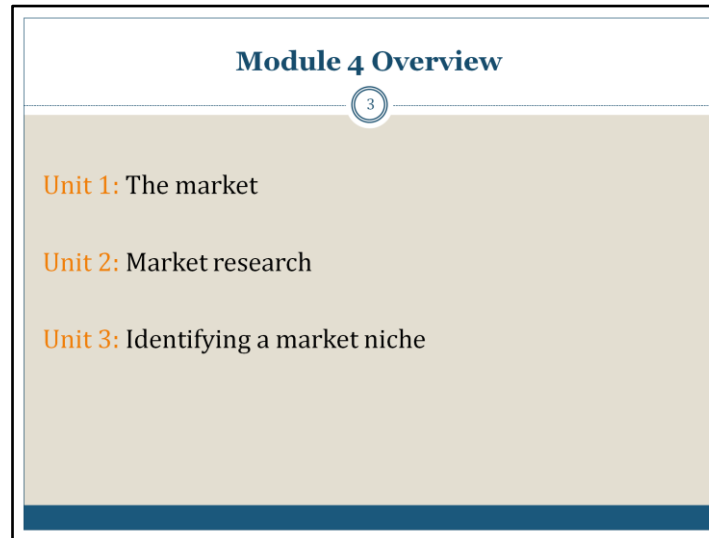 Module 4 Overview
3
Unit 1: The market
Unit 2: Market research
Unit 3: Identifying a market niche